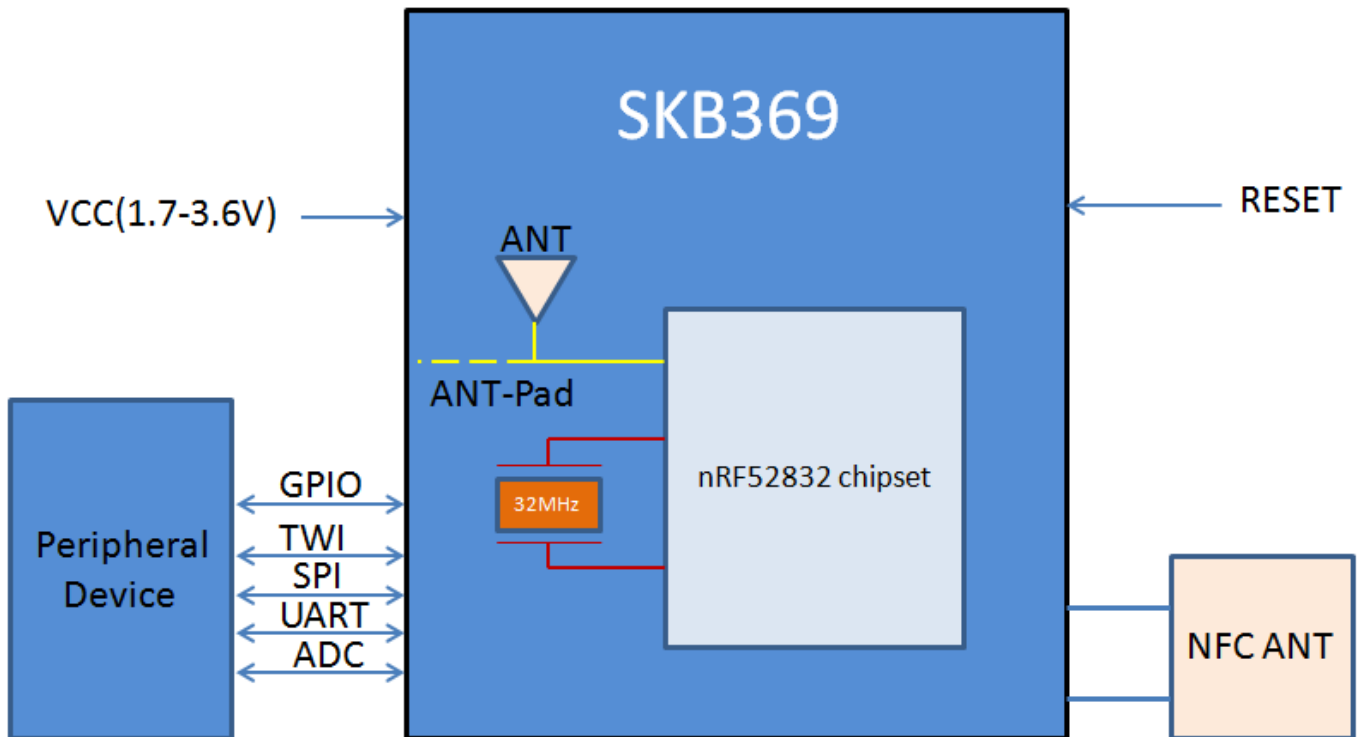 SKB369
VCC(1.7-3.6V)
RESET
ANT
ANT-Pad
nRF52832 chipset
32MHz
GPIO
TWI
SPI
UART
ADC
Peripheral
Device
NFC ANT